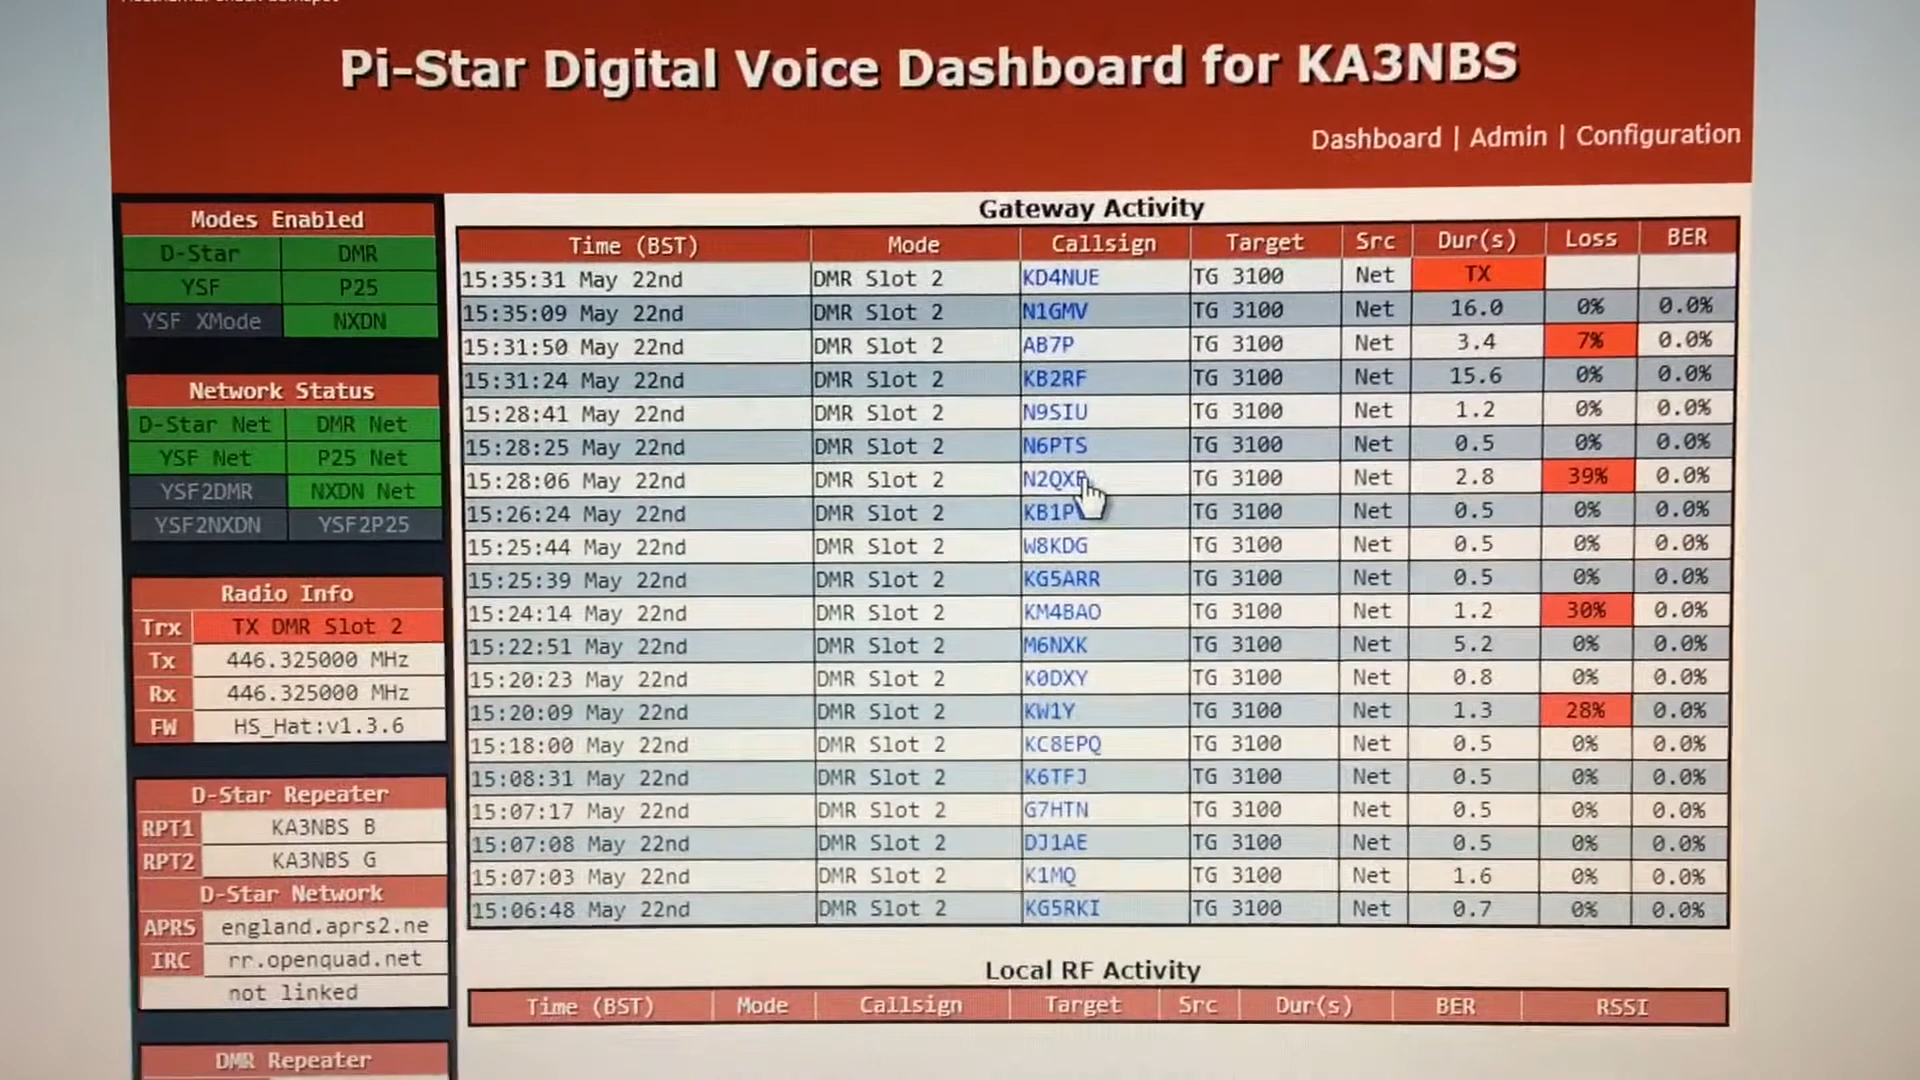 Pi-Star Digital Voice Dashboard for KA3NBS
Dashboard | Admin | Configuration
Modes Enabled
D-Star DMR
YSF P25
YSF XMode NXDN
Network Status
D-Star Net DMR Net
YSF Net P25 Net
YSF2DMR NXDN Net
YSF2NXDN YSF2P25
Radio Info
Trx TX DMR Slot 2
Tx 446.325000 MHz
Rx 446.325000 MHz
FW HS_Hat:v1.3.6
D-Star Repeater
RPT1 KA3NBS B
RPT2 KA3NBS G
D-Star Network
APRS england.aprs2.ne
IRC rr.openquad.net
not linked
DMR Repeater
Gateway Activity
Time (BST) Mode Callsign Target Src Dur(s) Loss BER
15:35:31 May 22nd DMR Slot 2 KD4NUE TG 3100 Net TX
15:35:09 May 22nd DMR Slot 2 N1GMV TG 3100 Net 16.0 0% 0.0%
15:31:50 May 22nd DMR Slot 2 AB7P TG 3100 Net 3.4 7% 0.0%
15:31:24 May 22nd DMR Slot 2 KB2RF TG 3100 Net 15.6 0% 0.0%
15:28:41 May 22nd DMR Slot 2 N9SIU TG 3100 Net 1.2 0% 0.0%
15:28:25 May 22nd DMR Slot 2 N6PTS TG 3100 Net 0.5 0% 0.0%
15:28:06 May 22nd DMR Slot 2 TG 3100 Net 2.8 39% 0.0%
15:26:24 May 22nd DMR Slot 2 TG 3100 Net 0.5 0% 0.0%
15:25:44 May 22nd DMR Slot 2 W8KDG TG 3100 Net 0.5 0% 0.0%
15:25:39 May 22nd DMR Slot 2 KG5ARR TG 3100 Net 0.5 0% 0.0%
15:24:14 May 22nd DMR Slot 2 KM4BAO TG 3100 Net 1.2 30% 0.0%
15:22:51 May 22nd DMR Slot 2 M6NXK TG 3100 Net 5.2 0% 0.0%
15:20:23 May 22nd DMR Slot 2 K0DXY TG 3100 Net 0.8 0% 0.0%
15:20:09 May 22nd DMR Slot 2 KW1Y TG 3100 Net 1.3 28% 0.0%
15:18:00 May 22nd DMR Slot 2 KC8EPQ TG 3100 Net 0.5 0% 0.0%
15:08:31 May 22nd DMR Slot 2 K6TFJ TG 3100 Net 0.5 0% 0.0%
15:07:17 May 22nd DMR Slot 2 G7HTN TG 3100 Net 0.5 0% 0.0%
15:07:08 May 22nd DMR Slot 2 DJ1AE TG 3100 Net 0.5 0% 0.0%
15:07:03 May 22nd DMR Slot 2 K1MQ TG 3100 Net 1.6 0% 0.0%
15:06:48 May 22nd DMR Slot 2 KG5RKI TG 3100 Net 0.7 0% 0.0%
Local RF Activity
Time (BST) Mode Callsign Target Src Dur(s) BER RSSI